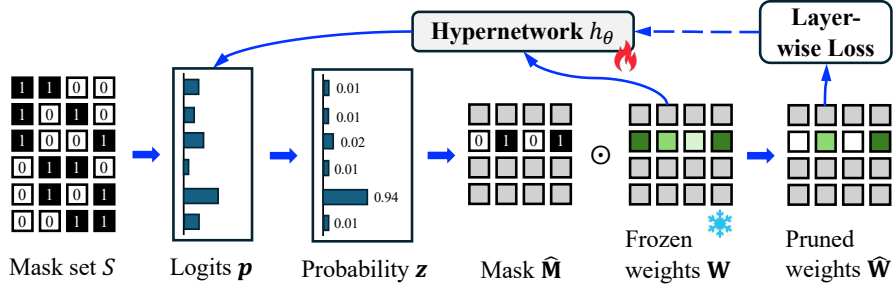 Hypernetwork hθ
Layer-
wise Loss
1 1 0 0
1 0 1 0
1 0 0 1
0 1 1 0
0 1 0 1
0 0 1 1
0.01
0.01
0.02
0.01
0.94
0.01
0 1 0 1
⊙
Mask set S
Logits p
Probability z
Mask M̂
Frozen
weights W
Pruned
weights Ŵ